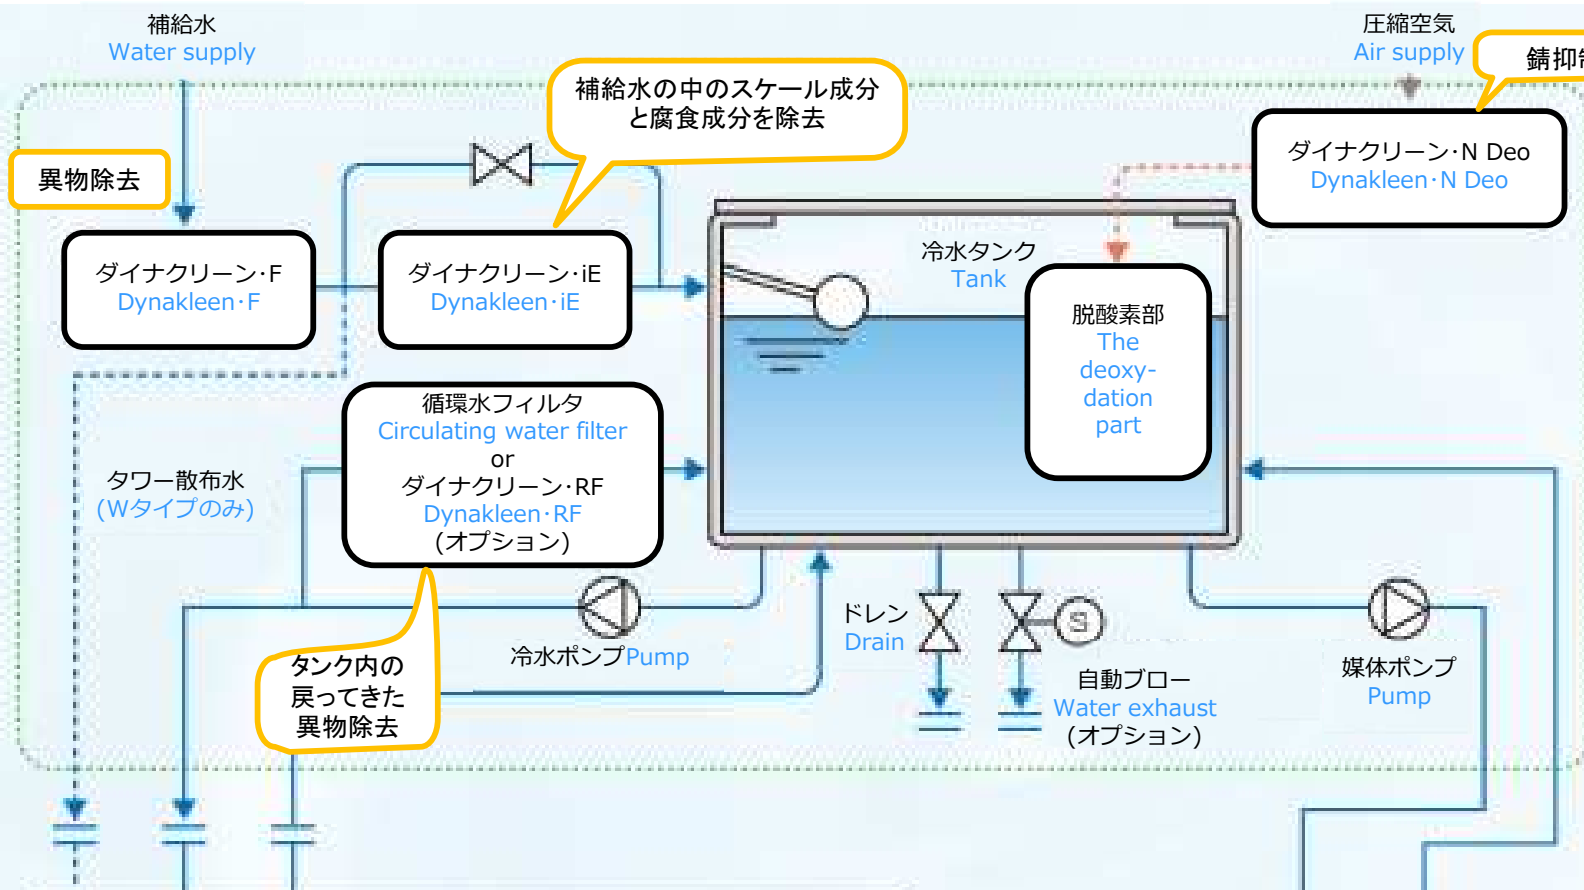 補給水
Water supply
圧縮空気
Air supply
錆抑制
補給水の中のスケール成分
と腐食成分を除去
異物除去
ダイナクリーン・N Deo
Dynakleen・N Deo
ダイナクリーン・F
Dynakleen・F
ダイナクリーン・iE
Dynakleen・iE
冷水タンク
Tank
脱酸素部
The
deoxy-
dation
part
循環水フィルタ
Circulating water filter
or
ダイナクリーン・RF
Dynakleen・RF
(オプション)
タワー散布水
(Wタイプのみ)
冷水ポンプPump
ドレン
Drain
S
タンク内の
戻ってきた
異物除去
自動ブロー
Water exhaust
(オプション)
媒体ポンプ
Pump